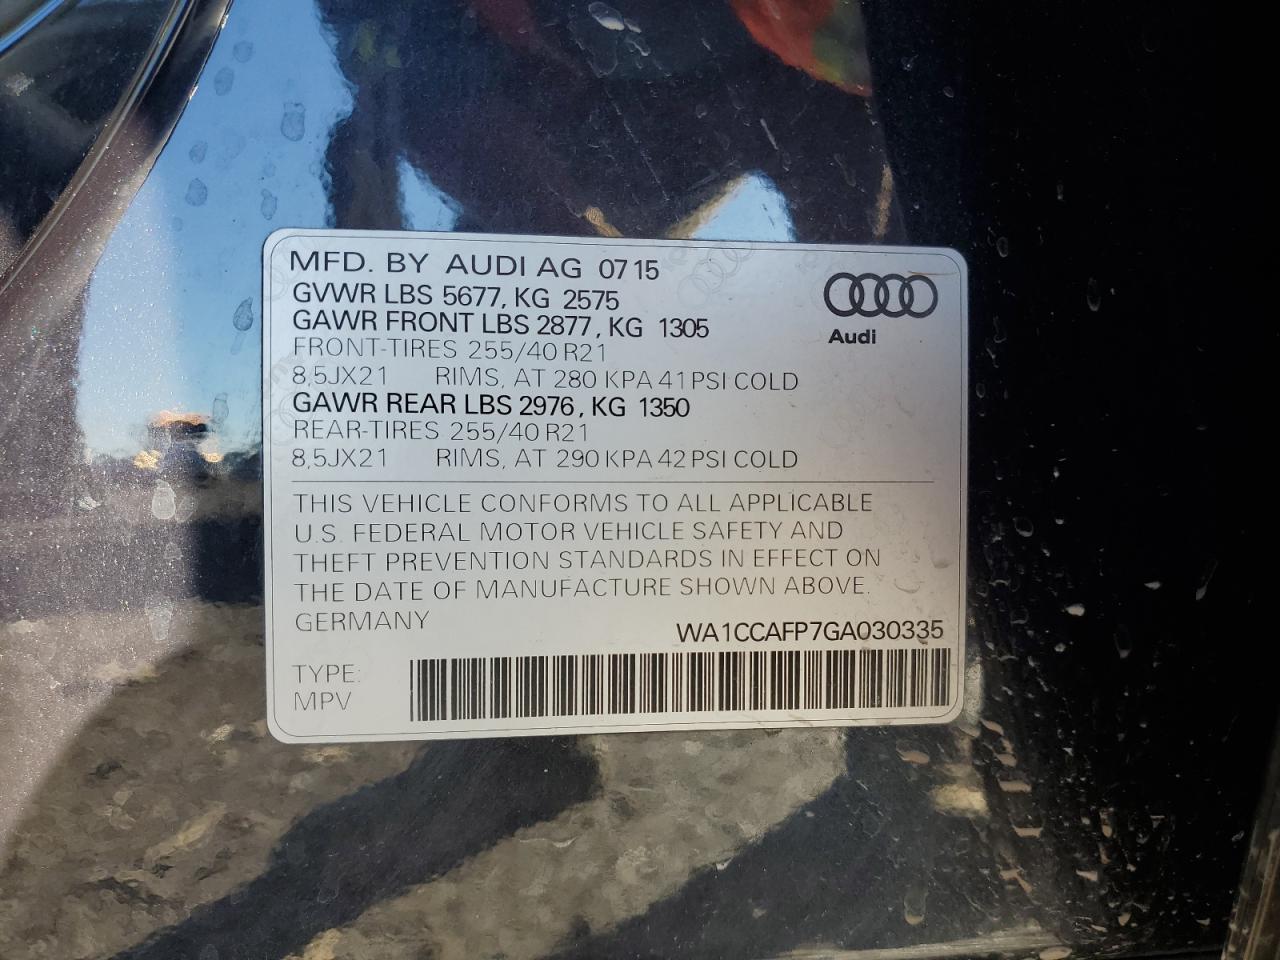 MFD. BY AUDI AG 07 15
GVWR LBS 5677, KG 2575
GAWR FRONT LBS 2877, KG 1305
FRONT-TIRES 255/40 R21
8,5JX21 RIMS, AT 280 KPA 41 PSI COLD
GAWR REAR LBS 2976, KG 1350
REAR-TIRES 255/40 R21
8,5JX21 RIMS, AT 290 KPA 42 PSI COLD
Audi
THIS VEHICLE CONFORMS TO ALL APPLICABLE
U.S. FEDERAL MOTOR VEHICLE SAFETY AND
THEFT PREVENTION STANDARDS IN EFFECT ON
THE DATE OF MANUFACTURE SHOWN ABOVE.
GERMANY
WA1CCAFP7GA030335
TYPE:
MPV